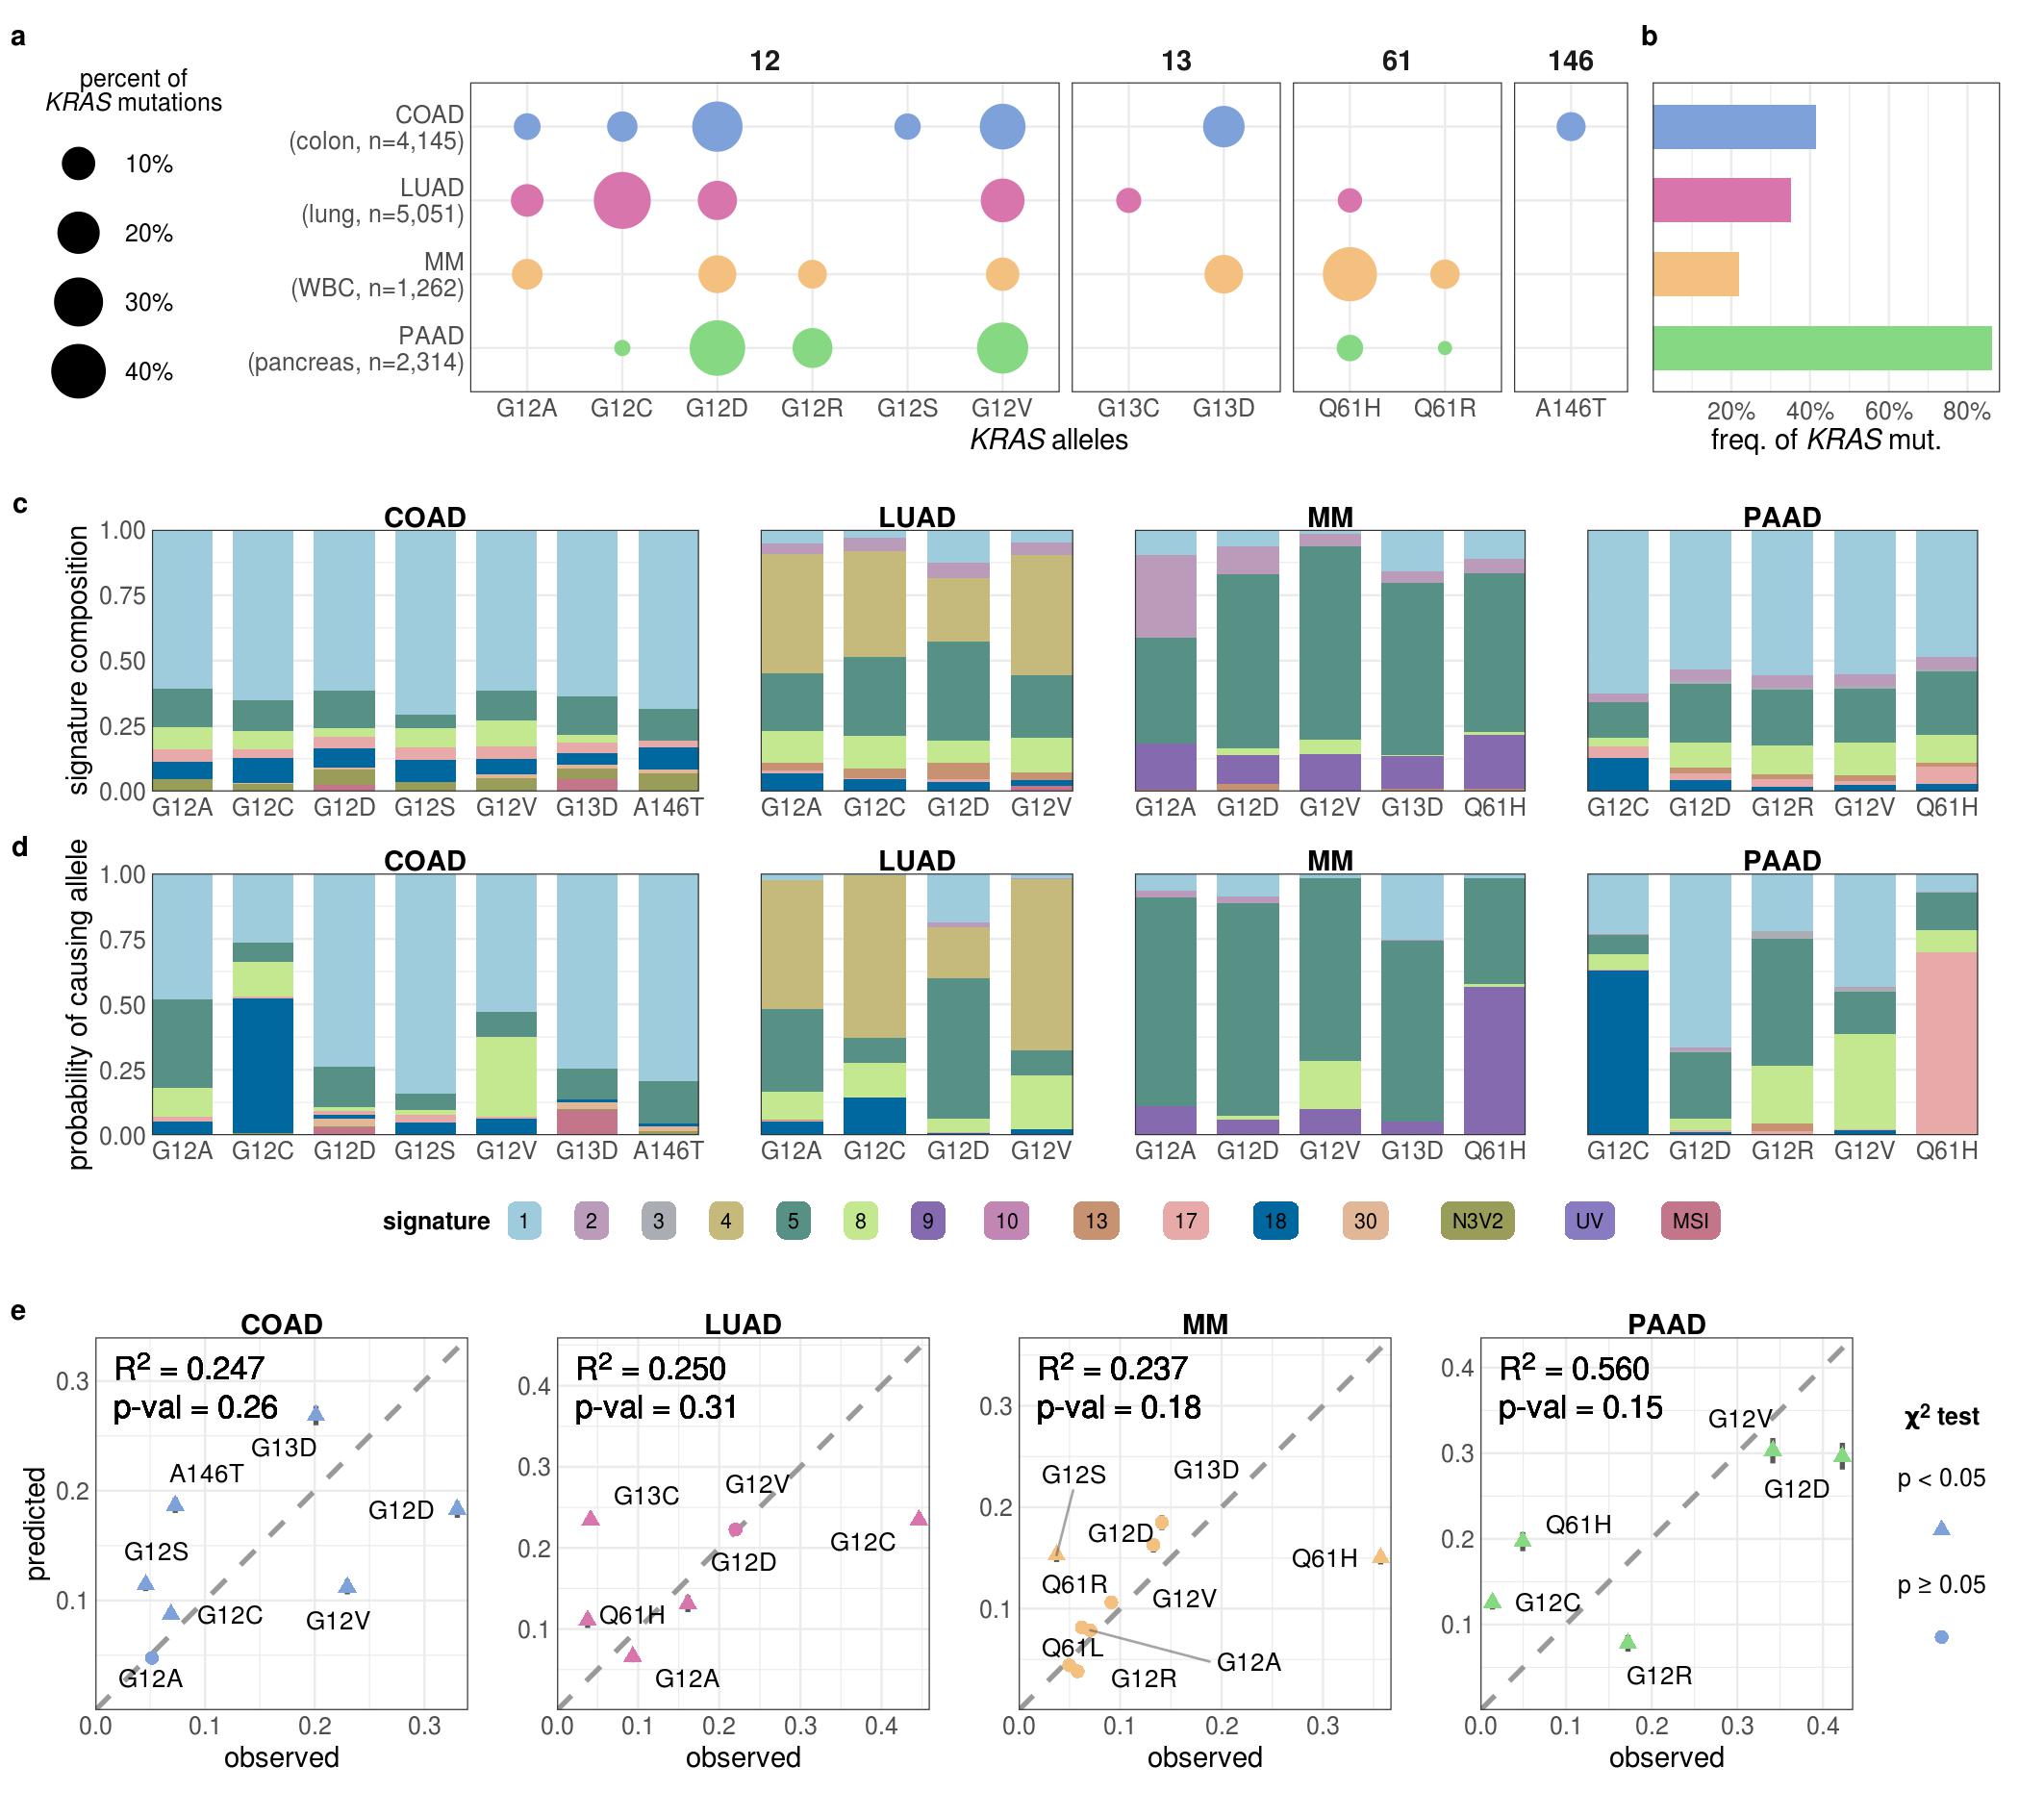 a
b
12
13
61
146
percent of
KRAS mutations
10%
20%
30%
40%
COAD
(colon, n=4,145)
LUAD
(lung, n=5,051)
MM
(WBC, n=1,262)
PAAD
(pancreas, n=2,314)
G12A G12C G12D G12R G12S G12V
G13C G13D
Q61H Q61R
A146T
KRAS alleles
20% 40% 60% 80%
freq. of KRAS mut.
c
COAD LUAD MM PAAD
signature composition
1.00
0.75
0.50
0.25
0.00
G12A G12C G12D G12S G12V G13D A146T
G12A G12C G12D G12V
G12A G12D G12V G13D Q61H
G12C G12D G12R G12V Q61H
d
COAD LUAD MM PAAD
probability of causing allele
1.00
0.75
0.50
0.25
0.00
G12A G12C G12D G12S G12V G13D A146T
G12A G12C G12D G12V
G12A G12D G12V G13D Q61H
G12C G12D G12R G12V Q61H
signature 1 2 3 4 5 8 9 10 13 17 18 30 N3V2 UV MSI
e
predicted
COAD
R² = 0.247
p-val = 0.26
0.3
0.2
0.1
G13D
A146T
G12D
G12S
G12C
G12V
G12A
0.0 0.1 0.2 0.3
observed
LUAD
R² = 0.250
p-val = 0.31
0.4
0.3
0.2
0.1
G12V
G13C
G12C
G12D
Q61H
G12A
0.0 0.1 0.2 0.3 0.4
observed
MM
R² = 0.237
p-val = 0.18
0.3
0.2
0.1
G12S
G13D
G12D
Q61H
Q61R
G12V
Q61L
G12A
G12R
0.0 0.1 0.2 0.3
observed
PAAD
R² = 0.560
p-val = 0.15
0.4
0.3
0.2
0.1
G12V
G12D
Q61H
G12C
G12R
0.0 0.1 0.2 0.3 0.4
observed
χ² test
p < 0.05
p ≥ 0.05